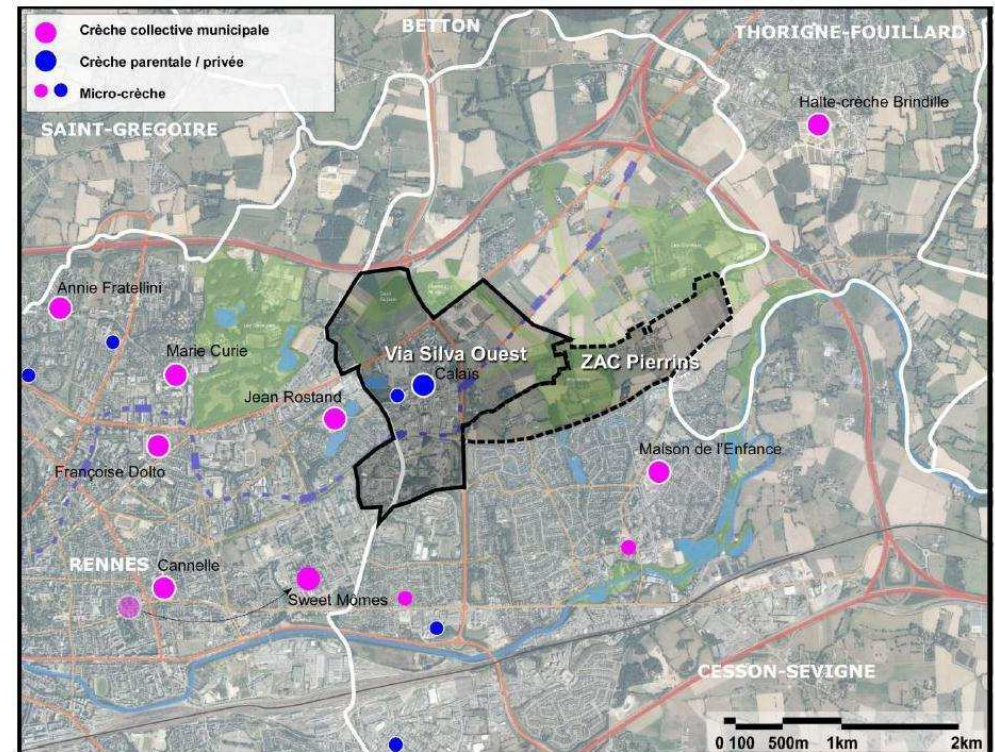 Crèche collective municipale
Crèche parentale / privée
Micro-crèche
BETTON
THORIGNE-FOUILLARD
Halte-crèche Brindille
SAINT-GREGOIRE
Annie Fratellini
Marie Curie
Via Silva Ouest
Calaïs
ZAC Pierrins
Jean Rostand
Françoise Dolto
Maison de l'Enfance
RENNES
Cannelle
Sweet Mômes
CESSON-SEVIGNE
0 100 500m 1km 2km